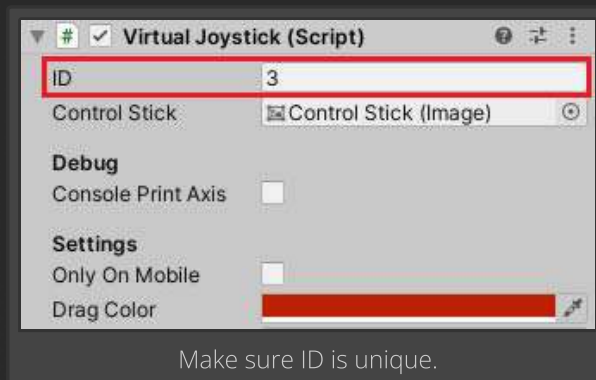 # Virtual Joystick (Script)
ID 3
Control Stick Control Stick (Image)
Debug
Console Print Axis
Settings
Only On Mobile
Drag Color
Make sure ID is unique.